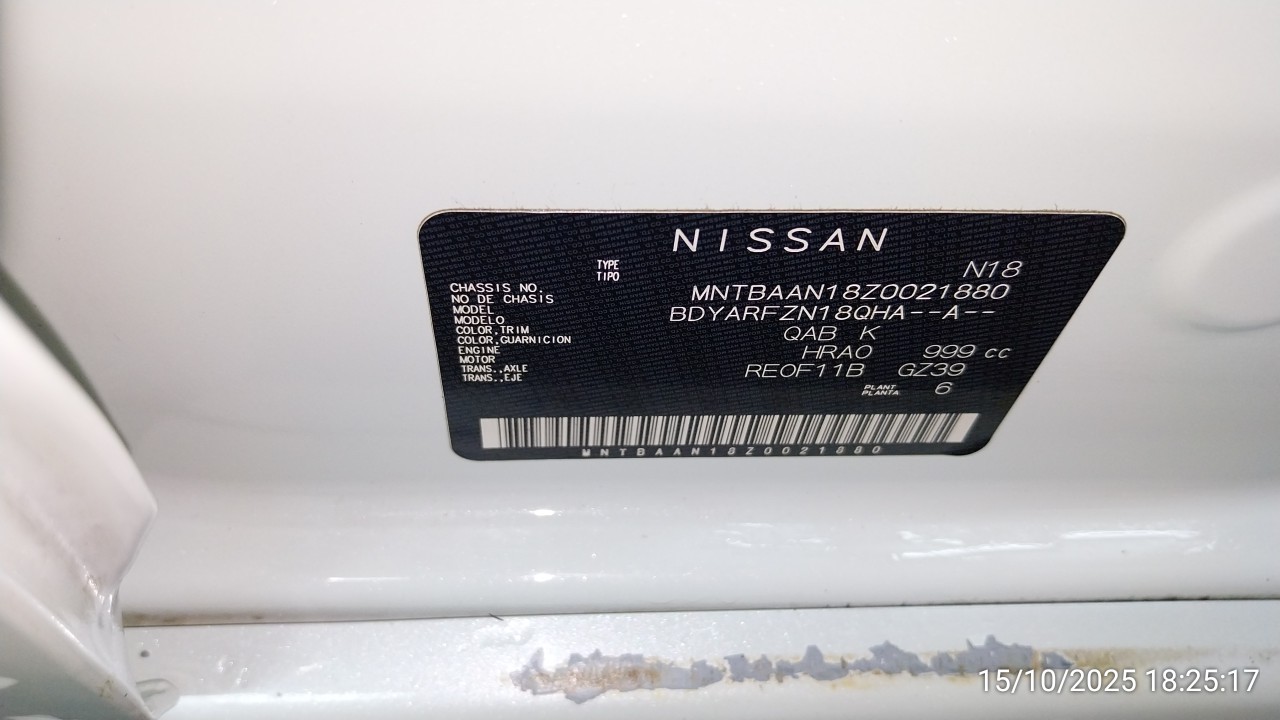 NISSAN
TYPE
TIPO N18
CHASSIS NO.
NO DE CHASIS MNTBAAN18Z0021880
MODEL
MODELO BDYARFZN18QHA--A--
COLOR,TRIM
COLOR,GUARNICION QAB K
ENGINE
MOTOR HRA0 999 cc
TRANS.,AXLE
TRANS.,EJE RE0F11B GZ39
PLANT
PLANTA 6
MNTBAAN18Z0021880
15/10/2025 18:25:17